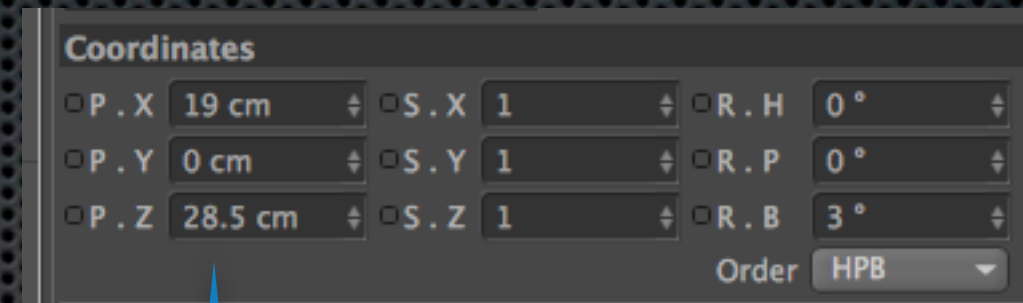 Coordinates
P . X 19 cm S . X 1 R . H 0 °
P . Y 0 cm S . Y 1 R . P 0 °
P . Z 28.5 cm S . Z 1 R . B 3 °
Order HPB